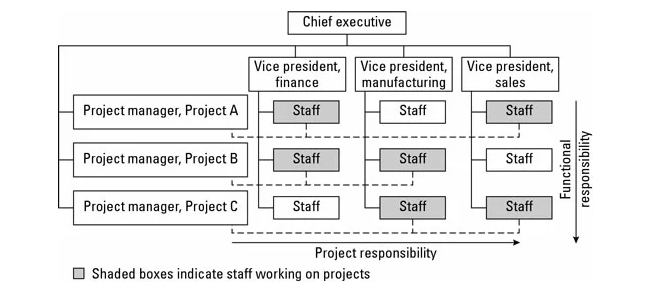 Chief executive
Vice president,
finance
Vice president,
manufacturing
Vice president,
sales
Project manager, Project A
Staff
Staff
Staff
Project manager, Project B
Staff
Staff
Staff
Project manager, Project C
Staff
Staff
Staff
Functional
responsibility
Project responsibility
Shaded boxes indicate staff working on projects